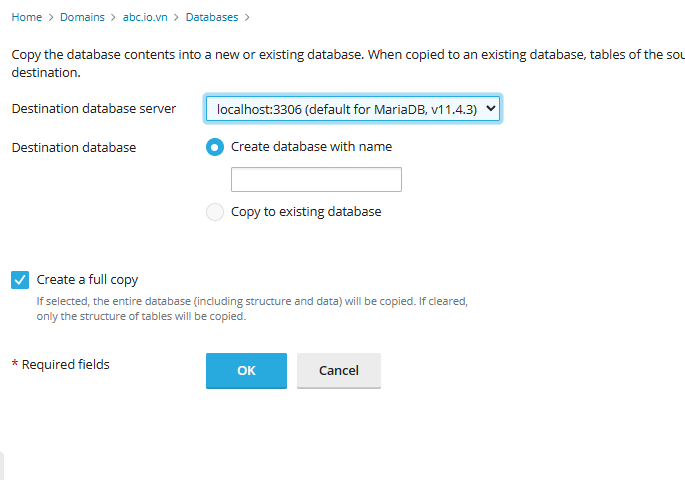 Home > Domains > abc.io.vn > Databases >
Copy the database contents into a new or existing database. When copied to an existing database, tables of the sou
destination.
Destination database server
localhost:3306 (default for MariaDB, v11.4.3)
Destination database
Create database with name
Copy to existing database
Create a full copy
If selected, the entire database (including structure and data) will be copied. If cleared,
only the structure of tables will be copied.
* Required fields
OK
Cancel